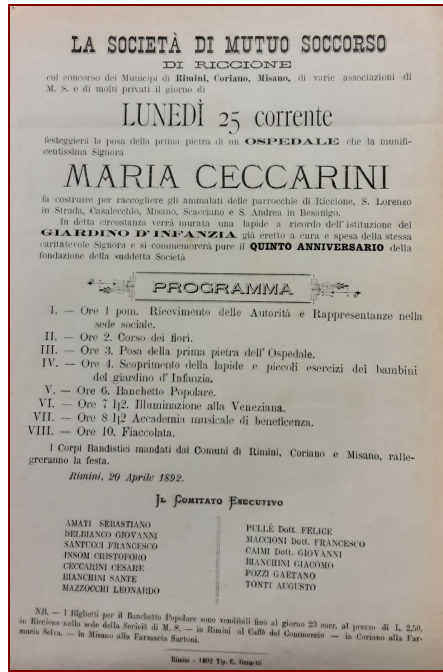 LA SOCIETÀ DI MUTUO SOCCORSO
DI RICCIONE
col concorso dei Municipi di Rimini, Coriano, Misano, di varie associazioni di
M. S. e di molti privati il giorno di
LUNEDÌ 25 corrente
festeggierà la posa della prima pietra di un OSPEDALE che la munifi-
centissima Signora
MARIA CECCARINI
fa costruire per raccogliere gli ammalati delle parrocchie di Riccione, S. Lorenzo
in Strada, Casalecchio, Misano, Scacciano e S. Andrea in Besanigo.
In detta circostanza verrà murata una lapide a ricordo dell'istituzione del
GIARDINO D'INFANZIA già eretto a cura e spesa della stessa
caritatevole Signora e si commemorerà pure il QUINTO ANNIVERSARIO della
fondazione della suddetta Società
PROGRAMMA
I. — Ore 1 pom. Ricevimento delle Autorità e Rappresentanze nella
sede sociale.
II. — Ore 2. Corso dei fiori.
III. — Ore 3. Posa della prima pietra dell'Ospedale.
IV. — Ore 4. Scoprimento della lapide e piccoli esercizi dei bambini
del giardino d'Infanzia.
V. — Ore 6. Banchetto Popolare.
VI. — Ore 7 1|2. Illuminazione alla Veneziana.
VII. — Ore 8 1|2 Accademia musicale di beneficenza.
VIII. — Ore 10. Fiaccolata.
I Corpi Bandistici mandati dai Comuni di Rimini, Coriano e Misano, ralle-
greranno la festa.
Rimini, 20 Aprile 1892.
IL COMITATO ESECUTIVO
AMATI SEBASTIANO
DELBIANCO GIOVANNI
SANTUCCI FRANCESCO
INSOM CRISTOFORO
CECCARINI CESARE
BIANCHINI SANTE
MAZZOCCHI LEONARDO
PULLÈ Dott. FELICE
MACCIONI Dott. FRANCESCO
CAIMI Dott. GIOVANNI
BIANCHINI GIACOMO
POZZI GAETANO
TONTI AUGUSTO
NB. — I Biglietti per il Banchetto Popolare sono vendibili fino al giorno 23 corr. al prezzo di L. 2,50,
in Riccione nella sede della Società di M. S. — in Rimini al Caffè del Commercio — in Coriano alla Far-
macia Selva. — in Misano alla Farmacia Sartoni.
Rimini - 1892 Tip. E. Renetti